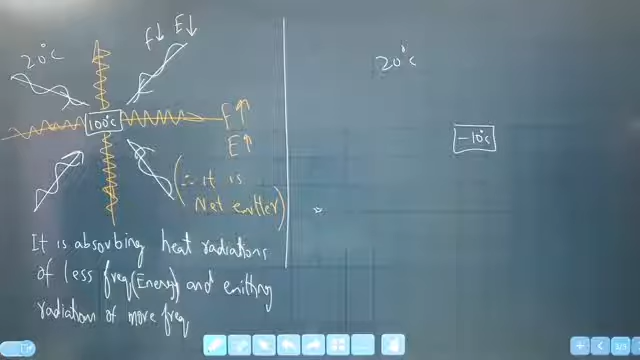 20°C
F↓ E↓
100°C
F↑
E↑
(∴ it is
Net emitter)
It is absorbing heat radiations
of less freq (Energy) and emitting
radiation of more freq
20°C
-10°C